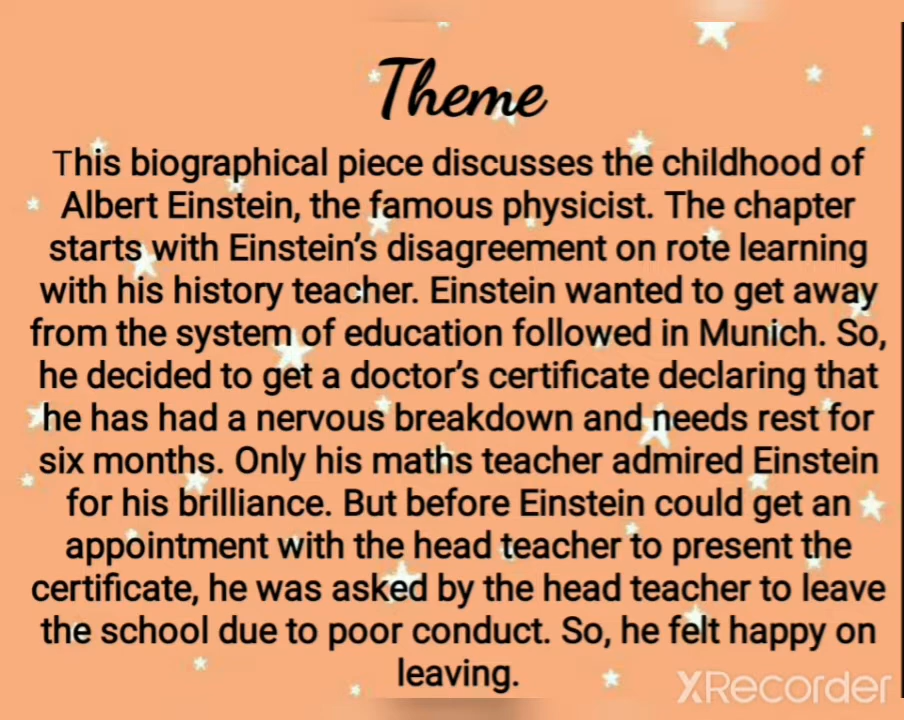 Theme
This biographical piece discusses the childhood of
Albert Einstein, the famous physicist. The chapter
starts with Einstein's disagreement on rote learning
with his history teacher. Einstein wanted to get away
from the system of education followed in Munich. So,
he decided to get a doctor's certificate declaring that
he has had a nervous breakdown and needs rest for
six months. Only his maths teacher admired Einstein
for his brilliance. But before Einstein could get an
appointment with the head teacher to present the
certificate, he was asked by the head teacher to leave
the school due to poor conduct. So, he felt happy on
leaving.
XRecorder